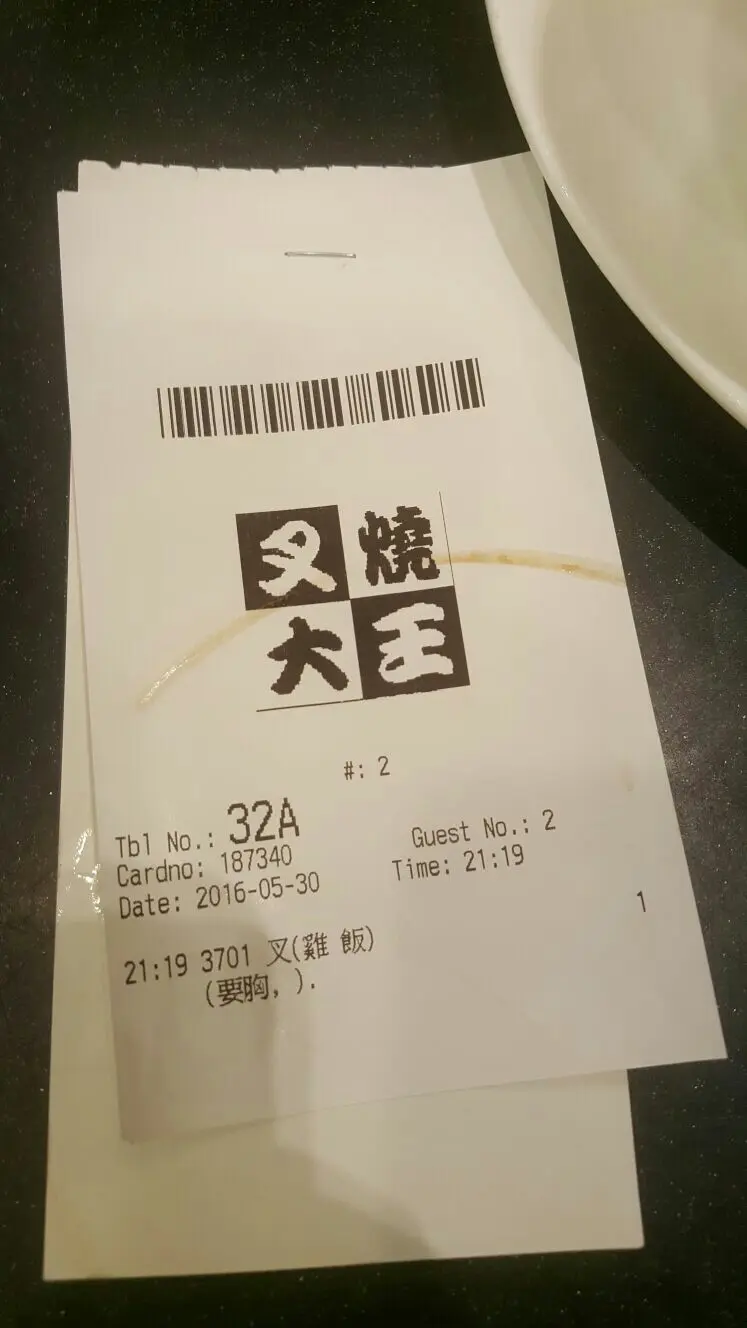 叉燒
大王
#: 2
Tbl No.: 32A
Guest No.: 2
Cardno: 187340
Time: 21:19
Date: 2016-05-30
1
21:19 3701 叉(雞 飯)
(要胸, ).